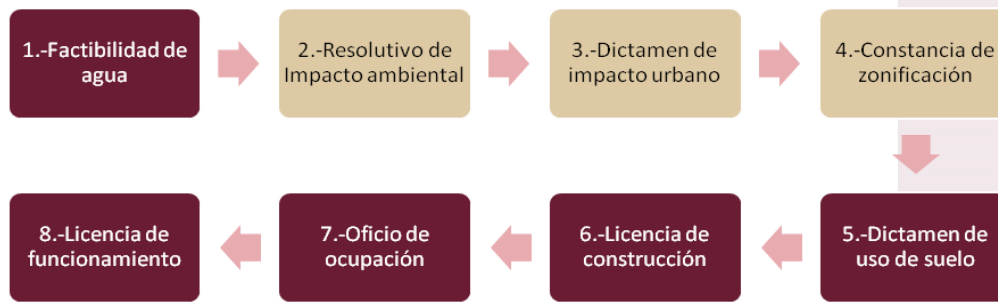 1.-Factibilidad de
agua
2.-Resolutivo de
Impacto ambiental
3.-Dictamen de
impacto urbano
4.-Constancia de
zonificación
5.-Dictamen de
uso de suelo
6.-Licencia de
construcción
7.-Oficio de
ocupación
8.-Licencia de
funcionamiento